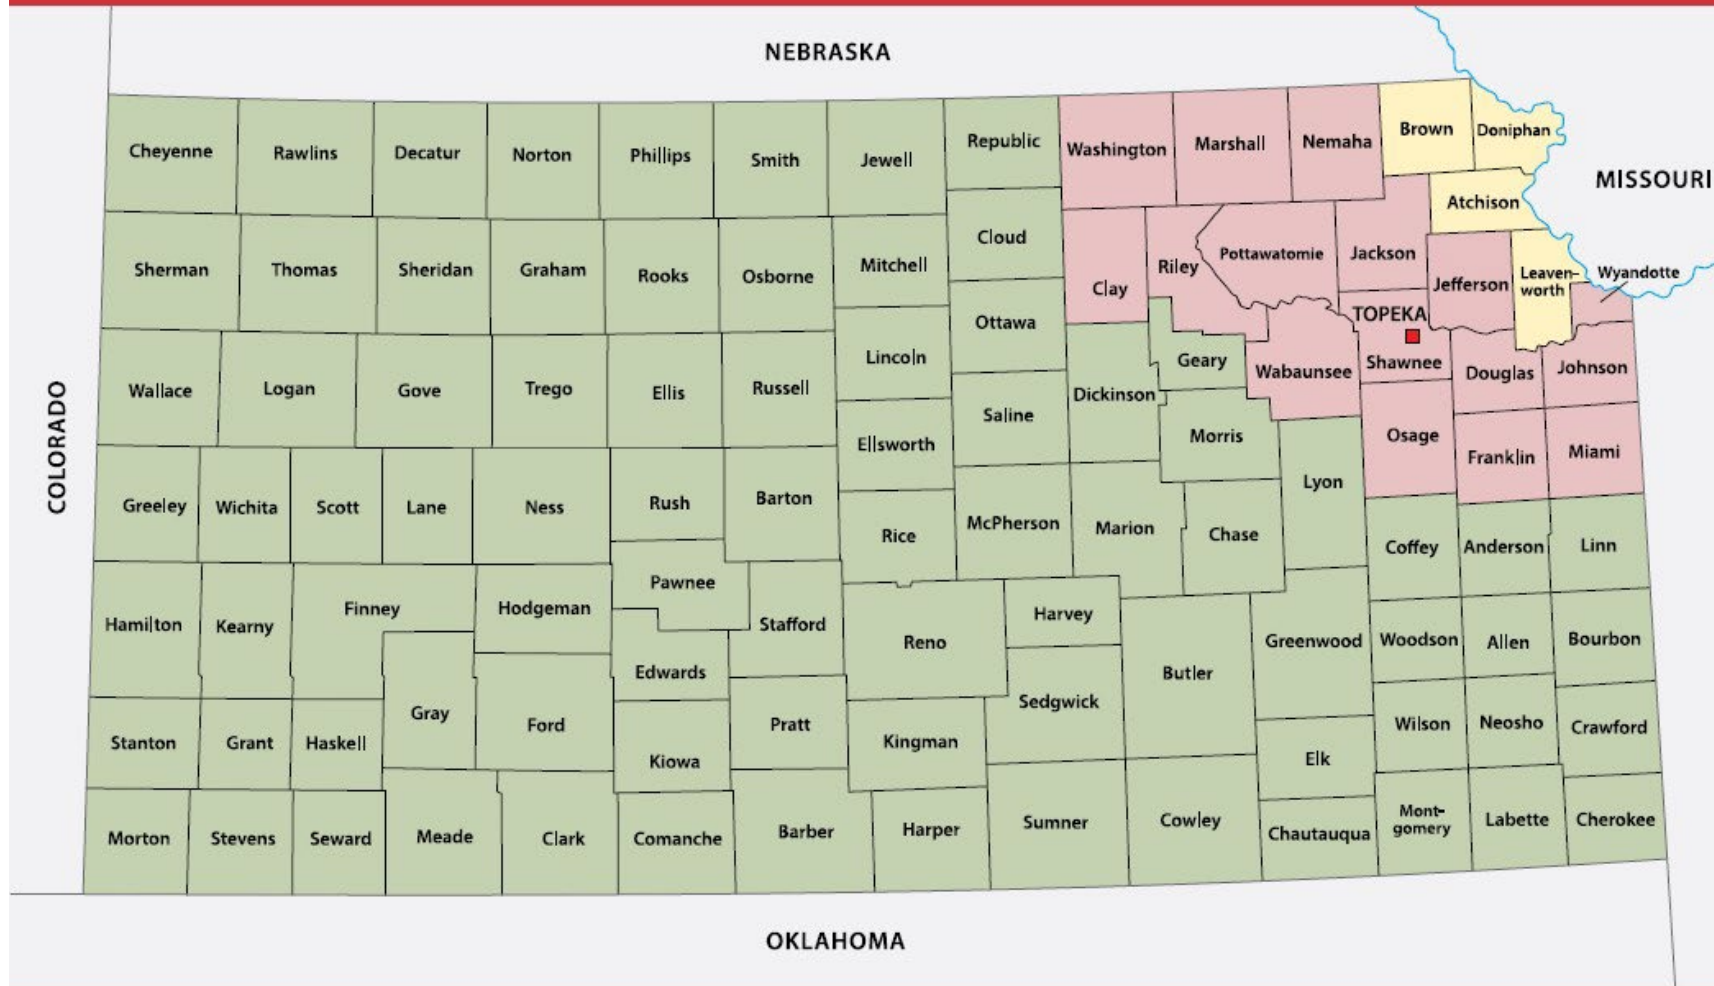 NEBRASKA
Cheyenne
Rawlins
Decatur
Norton
Phillips
Smith
Jewell
Republic
Washington
Marshall
Nemaha
Brown
Doniphan
MISSOURI
Atchison
Sherman
Thomas
Sheridan
Graham
Rooks
Osborne
Mitchell
Cloud
Clay
Riley
Pottawatomie
Jackson
Jefferson
Leaven-
worth
Wyandotte
TOPEKA
Ottawa
Lincoln
Geary
Wabaunsee
Shawnee
Douglas
Johnson
COLORADO
Wallace
Logan
Gove
Trego
Ellis
Russell
Ellsworth
Saline
Dickinson
Morris
Osage
Franklin
Miami
Lyon
Greeley
Wichita
Scott
Lane
Ness
Rush
Barton
Rice
McPherson
Marion
Chase
Coffey
Anderson
Linn
Hamilton
Kearny
Finney
Hodgeman
Pawnee
Stafford
Reno
Harvey
Butler
Greenwood
Woodson
Allen
Bourbon
Edwards
Sedgwick
Gray
Ford
Stanton
Grant
Haskell
Kiowa
Pratt
Kingman
Elk
Wilson
Neosho
Crawford
Morton
Stevens
Seward
Meade
Clark
Comanche
Barber
Harper
Sumner
Cowley
Chautauqua
Mont-
gomery
Labette
Cherokee
OKLAHOMA